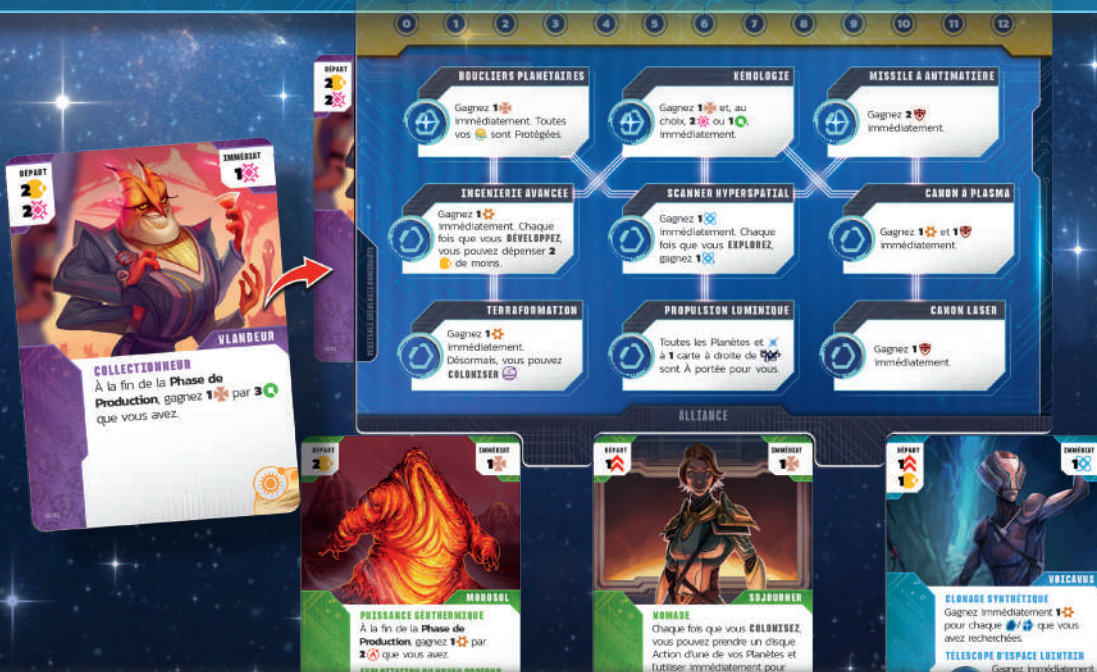 0 1 2 3 4 5 6 7 8 9 10 11 12
DÉPART
2
2
DÉPART
2
2
IMMÉDIAT
1
VLANDEUR
COLLECTIONNEUR
À la fin de la Phase de
Production, gagnez 1 par 3
que vous avez.
BOUCLIERS PLANÉTAIRES
Gagnez 1
immédiatement. Toutes
vos sont Protégées.
KÉMOLOGIE
Gagnez 1 et, au
choix, 2 ou 1,
immédiatement.
MISSILE À ANTIMATIÈRE
Gagnez 2
immédiatement.
INGÉNIERIE AVANCÉE
Gagnez 1
immédiatement. Chaque
fois que vous DÉVELOPPEZ,
vous pouvez dépenser 2
de moins.
SCANNER HYPERSPATIAL
Gagnez 1
immédiatement. Chaque
fois que vous EXPLOREZ,
gagnez 1.
CANON À PLASMA
Gagnez 1 et 1
immédiatement.
TERRAFORMATION
Gagnez 1
immédiatement.
Désormais, vous pouvez
COLONISER
PROPULSION LUMINIQUE
Toutes les Planètes et
à 1 carte à droite de
sont À portée pour vous.
CANON LASER
Gagnez 1
immédiatement.
ALLIANCE
DÉPART
2
IMMÉDIAT
1
MOROSOL
PUISSANCE GÉOTHERMIQUE
À la fin de la Phase de
Production, gagnez 1 par
2 que vous avez.
DÉPART
1
IMMÉDIAT
1
SOJOURNER
NOMADE
Chaque fois que vous COLONISEZ,
vous pouvez prendre un disque
Action d'une de vos Planètes et
l'utiliser immédiatement pour
DÉPART
1
1
IMMÉDIAT
1
VOICAVUS
CLONAGE SYNTHÉTIQUE
Gagnez immédiatement 1
pour chaque / que vous
avez recherchées.
TÉLESCOPE D'ESPACE LOINTAIN
Gagnez immédiatement